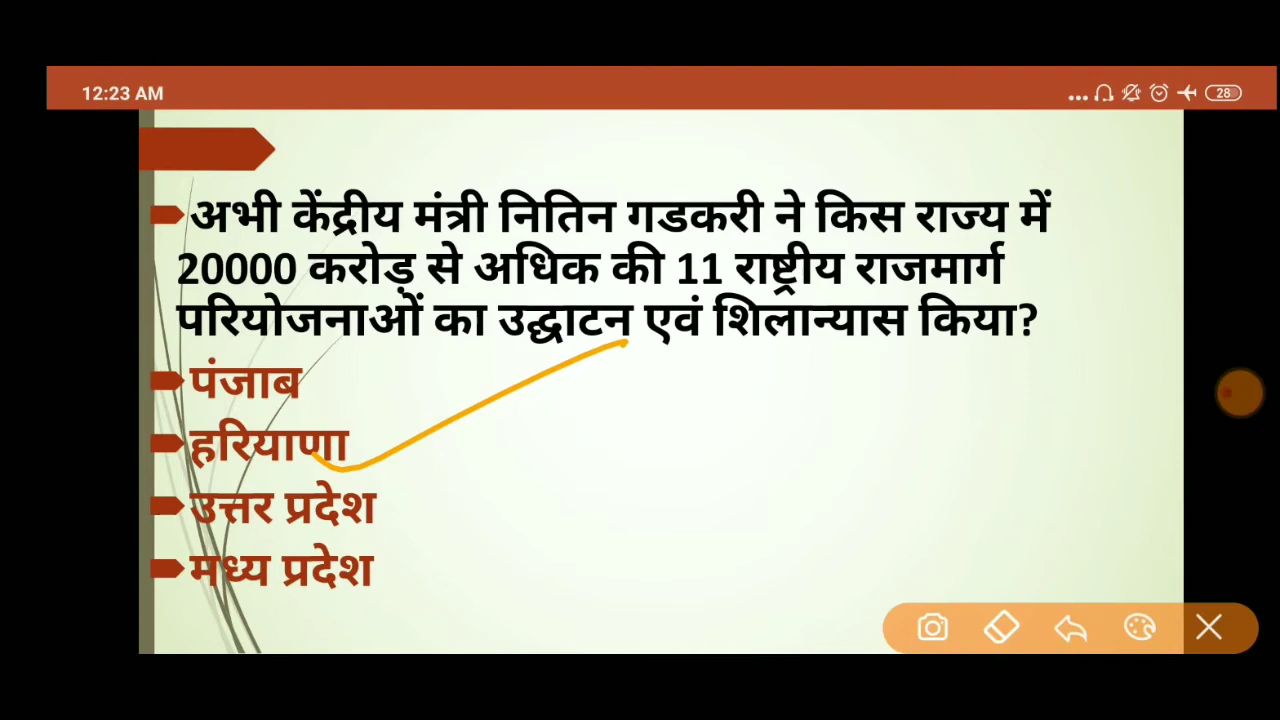 12:23 AM
28
अभी केंद्रीय मंत्री नितिन गडकरी ने किस राज्य में
20000 करोड़ से अधिक की 11 राष्ट्रीय राजमार्ग
परियोजनाओं का उद्घाटन एवं शिलान्यास किया?
पंजाब
हरियाणा
उत्तर प्रदेश
मध्य प्रदेश